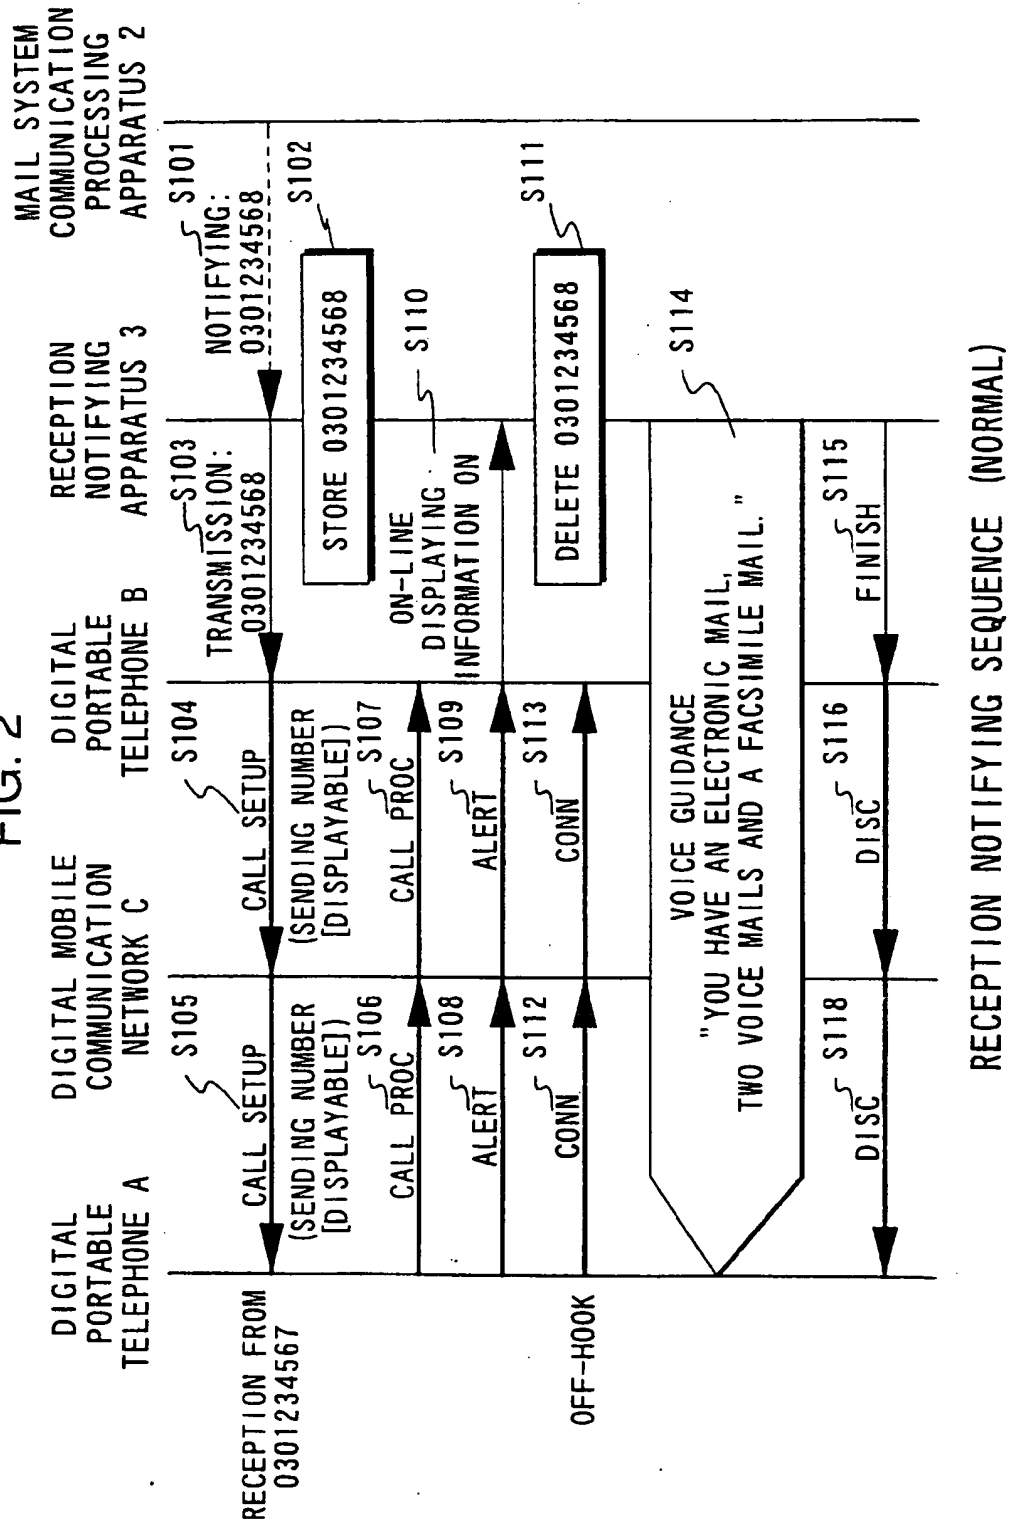 FIG. 2
DIGITAL
PORTABLE
TELEPHONE A
DIGITAL MOBILE
COMMUNICATION
NETWORK C
DIGITAL
PORTABLE
TELEPHONE B
RECEPTION
NOTIFYING
APPARATUS 3
MAIL SYSTEM
COMMUNICATION
PROCESSING
APPARATUS 2
S101
NOTIFYING:
0301234568
S102
STORE 0301234568
S103
TRANSMISSION:
0301234568
S104
CALL SETUP
(SENDING NUMBER
[DISPLAYABLE])
S105
CALL SETUP
(SENDING NUMBER
[DISPLAYABLE])
RECEPTION FROM
0301234567
S106
CALL PROC
S107
CALL PROC
S108
ALERT
S109
ALERT
S110
ON-LINE
DISPLAYING
INFORMATION ON
S111
DELETE 0301234568
OFF-HOOK
S112
CONN
S113
CONN
S114
VOICE GUIDANCE
"YOU HAVE AN ELECTRONIC MAIL,
TWO VOICE MAILS AND A FACSIMILE MAIL."
S115
FINISH
S116
DISC
S118
DISC
RECEPTION NOTIFYING SEQUENCE (NORMAL)